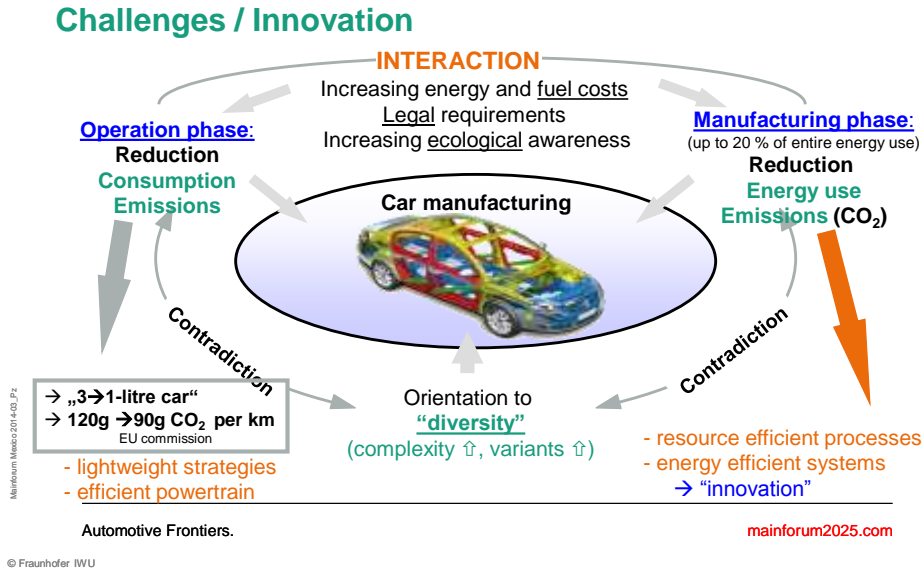 Challenges / Innovation
INTERACTION
Increasing energy and fuel costs
Legal requirements
Increasing ecological awareness
Operation phase:
Reduction
Consumption
Emissions
Manufacturing phase:
(up to 20 % of entire energy use)
Reduction
Energy use
Emissions (CO₂)
Car manufacturing
Contradiction
Contradiction
→ „3→1-litre car“
→ 120g →90g CO₂ per km
EU commission
- lightweight strategies
- efficient powertrain
Orientation to
“diversity”
(complexity ⇧, variants ⇧)
- resource efficient processes
- energy efficient systems
→ “innovation”
Mainforum Mexico 2014-03_Pz
Automotive Frontiers.
mainforum2025.com
© Fraunhofer IWU